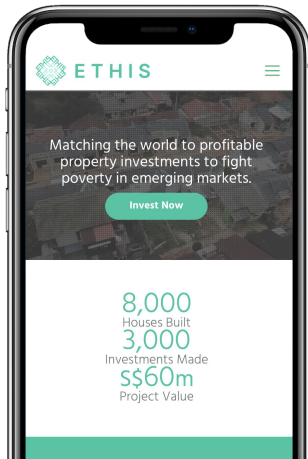 ETHIS
Matching the world to profitable
property investments to fight
poverty in emerging markets.
Invest Now
8,000
Houses Built
3,000
Investments Made
S$60m
Project Value